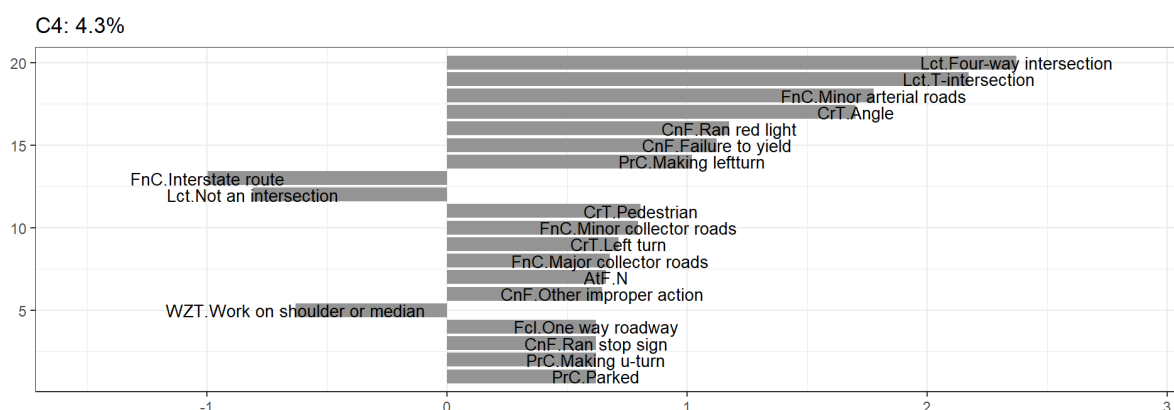 C4: 4.3%
20
Lct.Four-way intersection
Lct.T-intersection
FnC.Minor arterial roads
CrT.Angle
CnF.Ran red light
15
CnF.Failure to yield
PrC.Making leftturn
FnC.Interstate route
Lct.Not an intersection
CrT.Pedestrian
10
FnC.Minor collector roads
CrT.Left turn
FnC.Major collector roads
AtF.N
CnF.Other improper action
5
WZT.Work on shoulder or median
Fcl.One way roadway
CnF.Ran stop sign
PrC.Making u-turn
PrC.Parked
-1 0 1 2 3